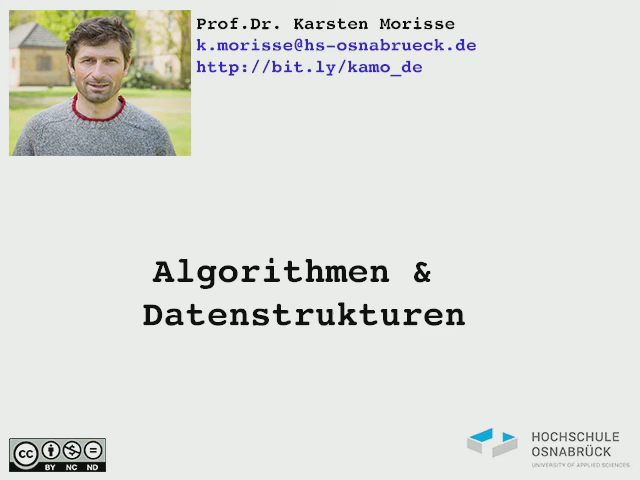 Prof.Dr. Karsten Morisse
k.morisse@hs-osnabrueck.de
http://bit.ly/kamo_de
Algorithmen &
Datenstrukturen
cc
BY NC ND
HOCHSCHULE
OSNABRÜCK
UNIVERSITY OF APPLIED SCIENCES